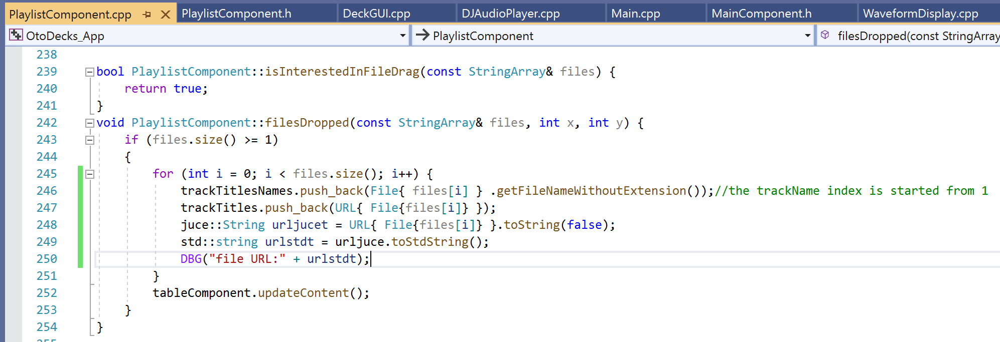 PlaylistComponent.cpp PlaylistComponent.h DeckGUI.cpp DJAudioPlayer.cpp Main.cpp MainComponent.h WaveformDisplay.cpp
OtoDecks_App PlaylistComponent filesDropped(const StringArray
238
239 bool PlaylistComponent::isInterestedInFileDrag(const StringArray& files) {
240 return true;
241 }
242 void PlaylistComponent::filesDropped(const StringArray& files, int x, int y) {
243 if (files.size() >= 1)
244 {
245 for (int i = 0; i < files.size(); i++) {
246 trackTitlesNames.push_back(File{ files[i] } .getFileNameWithoutExtension());//the trackName index is started from 1
247 trackTitles.push_back(URL{ File{files[i]} });
248 juce::String urljucet = URL{ File{files[i]} }.toString(false);
249 std::string urlstdt = urljuce.toStdString();
250 DBG("file URL:" + urlstdt);
251 }
252 tableComponent.updateContent();
253 }
254 }